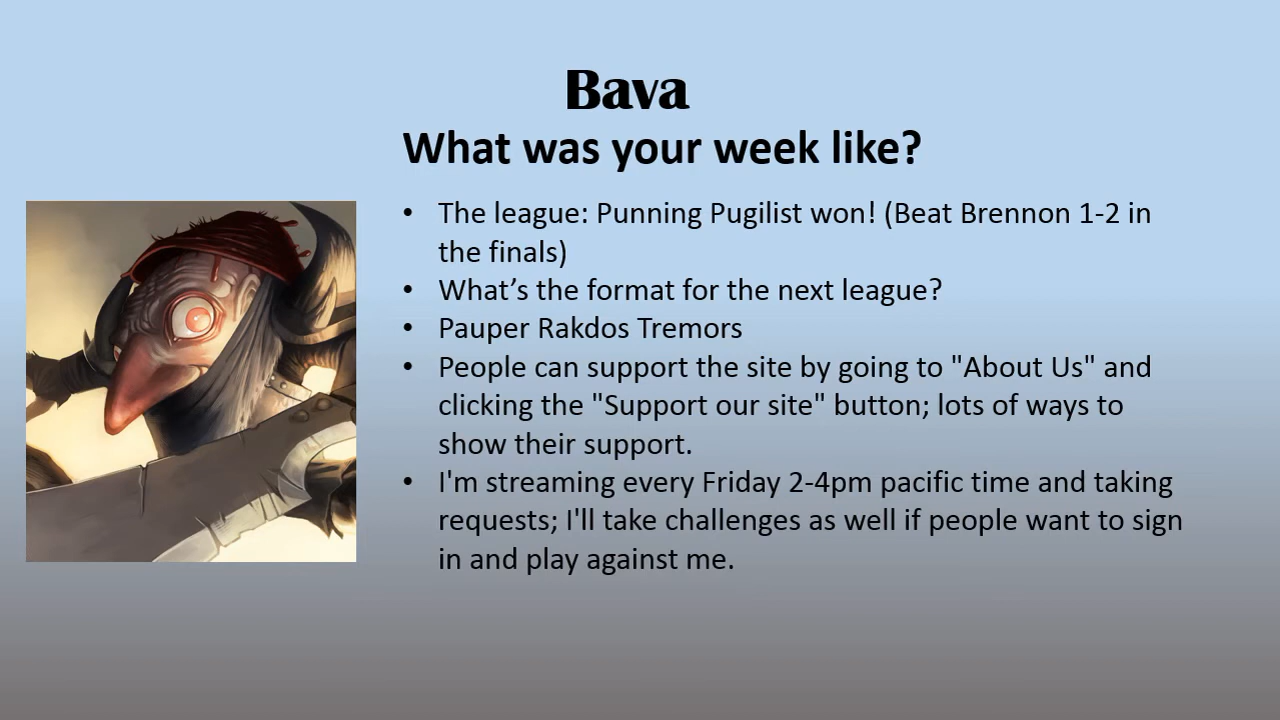 Bava
What was your week like?
• The league: Punning Pugilist won! (Beat Brennon 1-2 in
the finals)
• What’s the format for the next league?
• Pauper Rakdos Tremors
• People can support the site by going to "About Us" and
clicking the "Support our site" button; lots of ways to
show their support.
• I'm streaming every Friday 2-4pm pacific time and taking
requests; I'll take challenges as well if people want to sign
in and play against me.